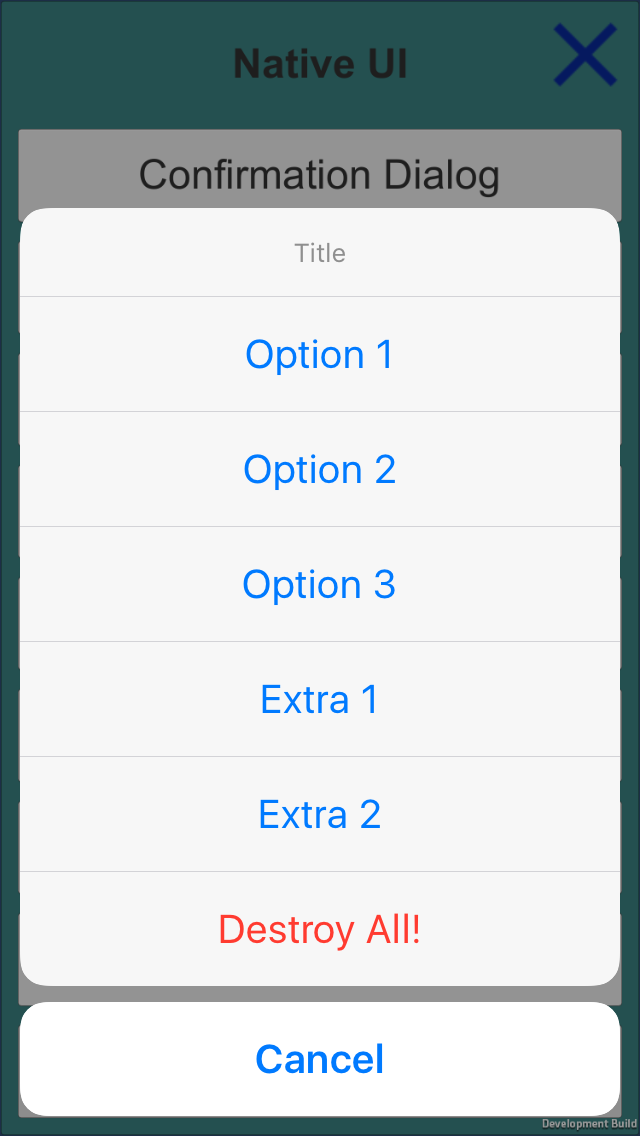 Native UI
Confirmation Dialog
Title
Option 1
Option 2
Option 3
Extra 1
Extra 2
Destroy All!
Cancel
Development Build